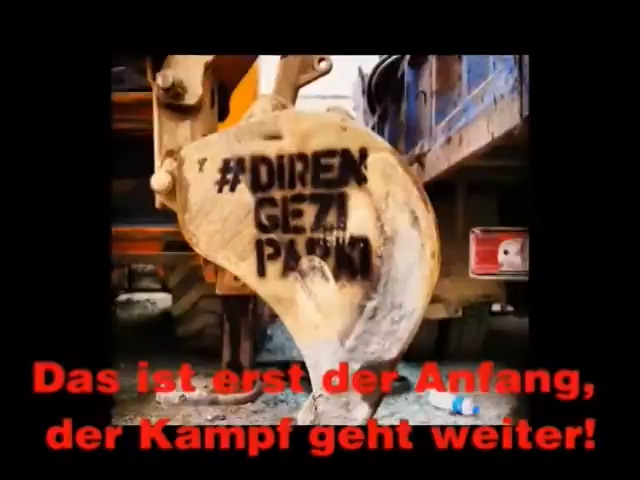 #DIREN
GEZI
PARKI
Das ist erst der Anfang,
der Kampf geht weiter!